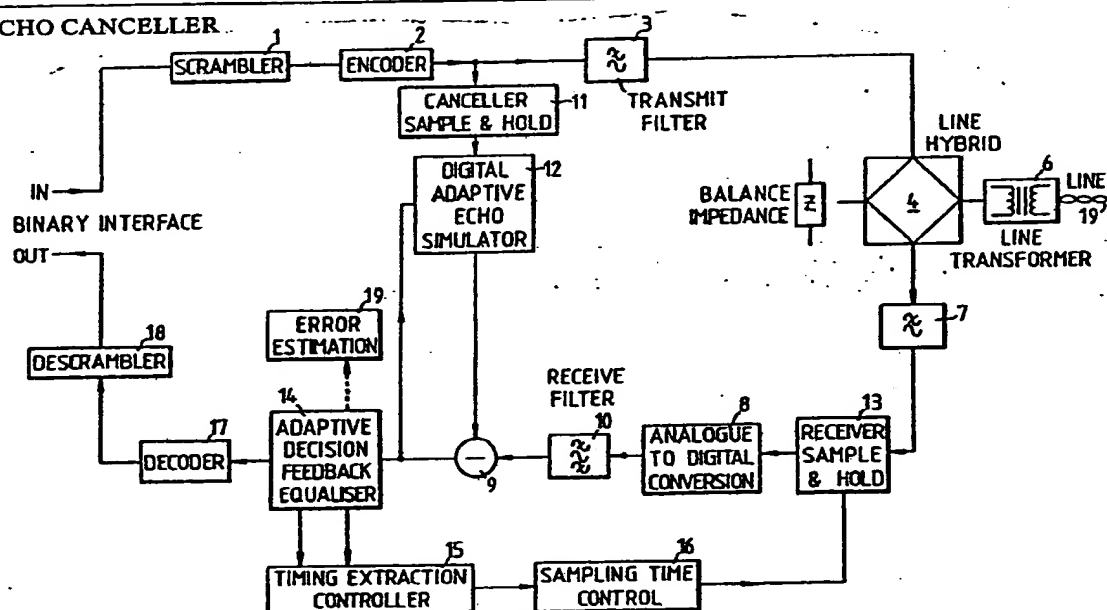 CHO CANCELLER
1
SCRAMBLER
2
ENCODER
3
TRANSMIT
FILTER
CANCELLER
SAMPLE & HOLD
11
DIGITAL
ADAPTIVE
ECHO
SIMULATOR
12
LINE
HYBRID
BALANCE
IMPEDANCE
Z
4
6
LINE
19
LINE
TRANSFORMER
IN
BINARY INTERFACE
OUT
7
19
ERROR
ESTIMATION
18
DESCRAMBLER
RECEIVE
FILTER
10
14
ADAPTIVE
DECISION
FEEDBACK
EQUALISER
17
DECODER
−
9
8
ANALOGUE
TO DIGITAL
CONVERSION
13
RECEIVER
SAMPLE
& HOLD
15
TIMING EXTRACTION
CONTROLLER
16
SAMPLING TIME
CONTROL